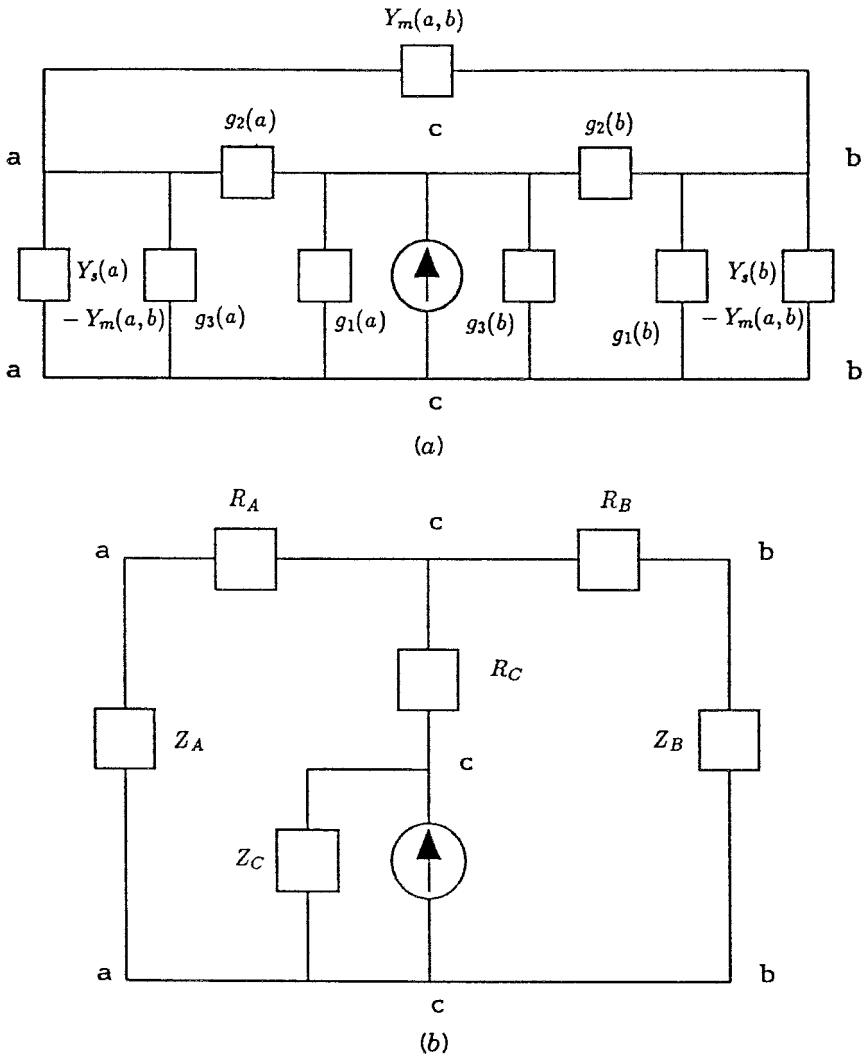 Y_m(a, b)
g_2(a)
c
g_2(b)
a
b
Y_s(a)
− Y_m(a, b)
g_3(a)
g_1(a)
g_3(b)
g_1(b)
Y_s(b)
− Y_m(a, b)
a
b
c
(a)
R_A
c
R_B
a
b
R_C
Z_A
c
Z_B
Z_C
a
b
c
(b)